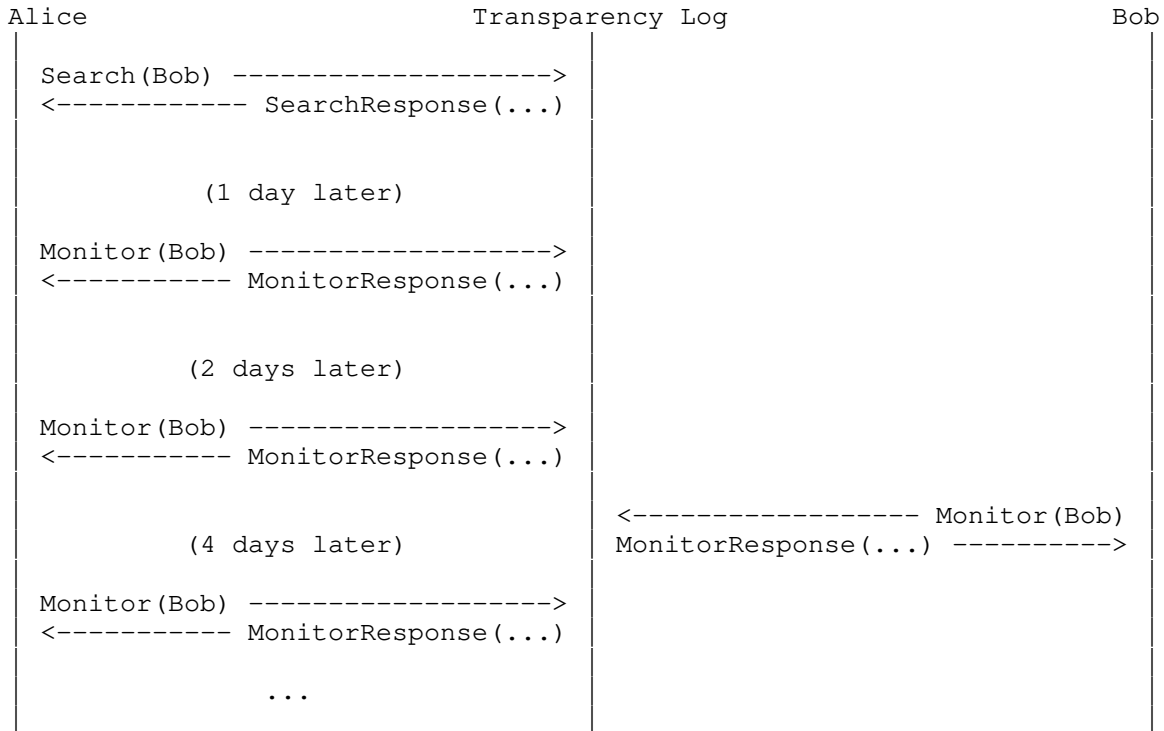 Alice Transparency Log Bob
Search(Bob) -------------------->
<------------ SearchResponse(...)
(1 day later)
Monitor(Bob) ------------------->
<----------- MonitorResponse(...)
(2 days later)
Monitor(Bob) ------------------->
<----------- MonitorResponse(...)
<------------------ Monitor(Bob)
(4 days later) MonitorResponse(...) ---------->
Monitor(Bob) ------------------->
<----------- MonitorResponse(...)
...